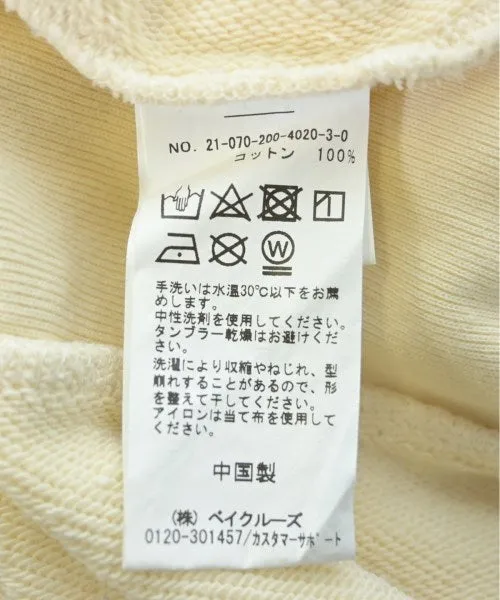 NO. 21-070-200-4020-3-0
コットン 100%
W
手洗いは水温30℃以下をお薦
めします。
中性洗剤を使用してください。
タンブラー乾燥はお避けくださ
い。
洗濯により収縮やねじれ、型
崩れすることがあるので、形
を整えて干してください。
アイロンは当て布を使用して
ください。
中国製
(株) ベイクルーズ
0120-301457/カスタマーサポート